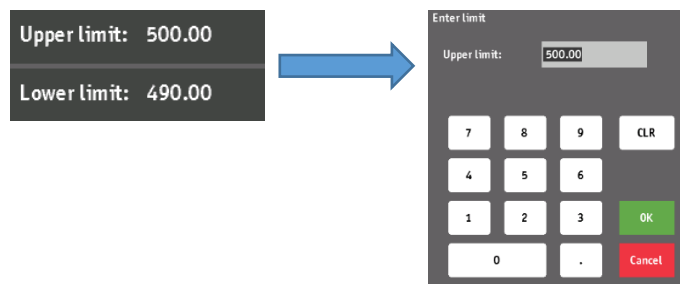 Upper limit: 500.00
Lower limit: 490.00
Enter limit
Upper limit: 500.00
7 8 9 CLR
4 5 6
1 2 3 OK
0 . Cancel